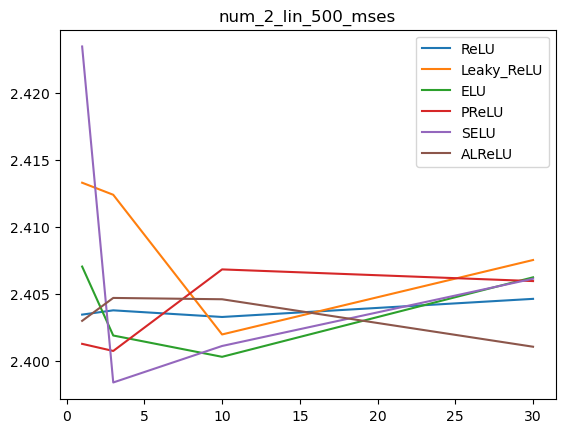 num_2_lin_500_mses
ReLU
Leaky_ReLU
ELU
PReLU
SELU
ALReLU
2.420
2.415
2.410
2.405
2.400
0 5 10 15 20 25 30